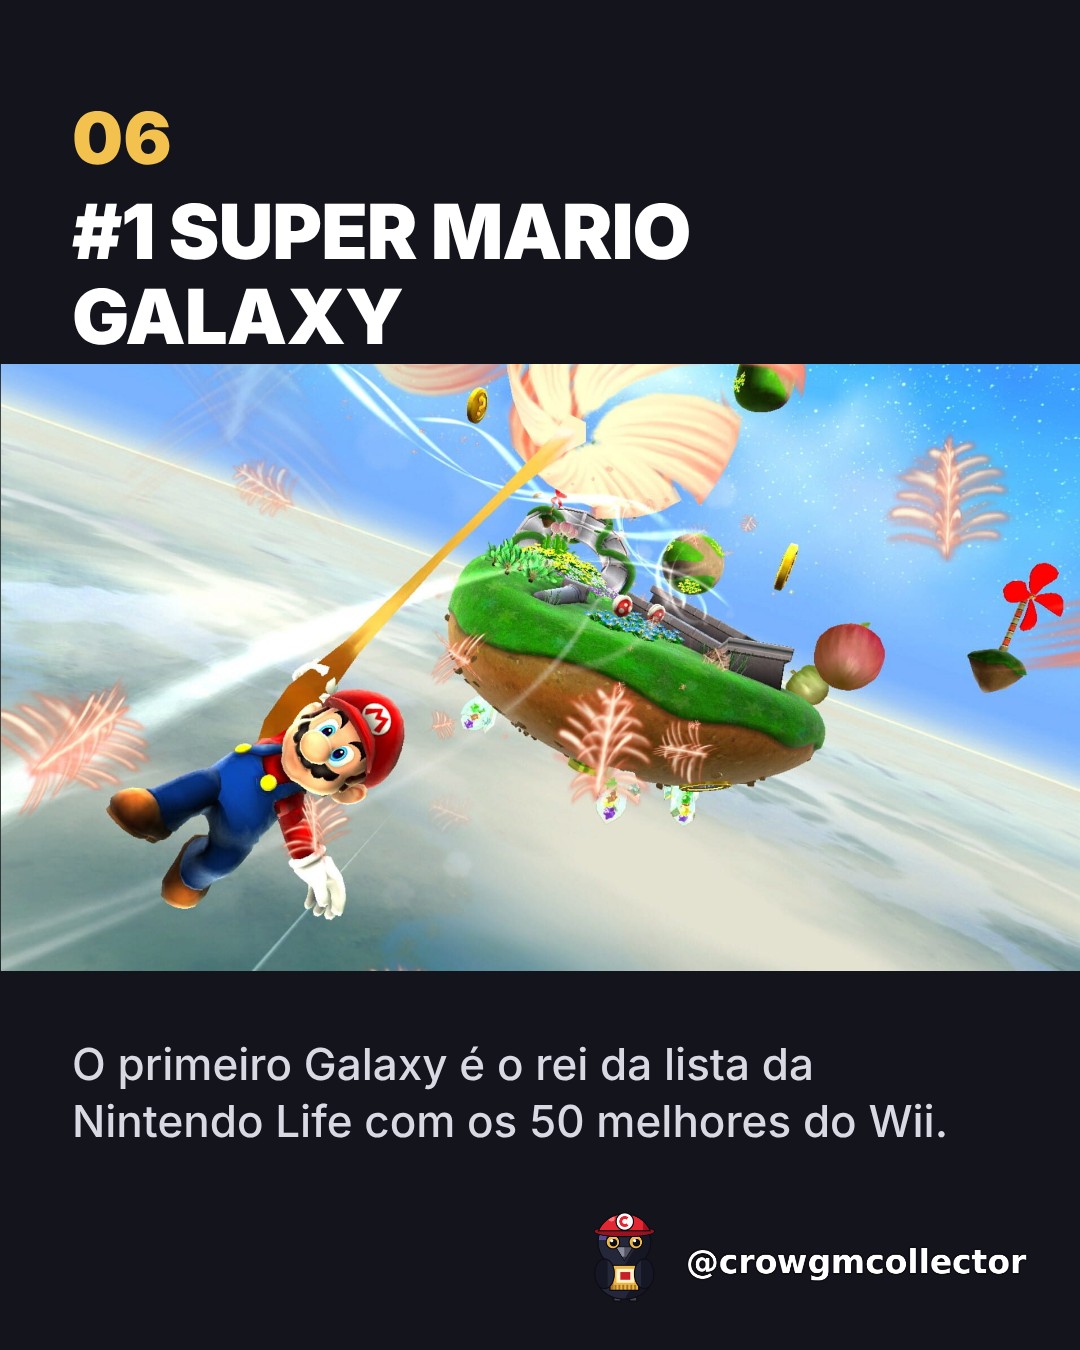 06
#1 SUPER MARIO
GALAXY
O primeiro Galaxy é o rei da lista da
Nintendo Life com os 50 melhores do Wii.
@crowgmcollector